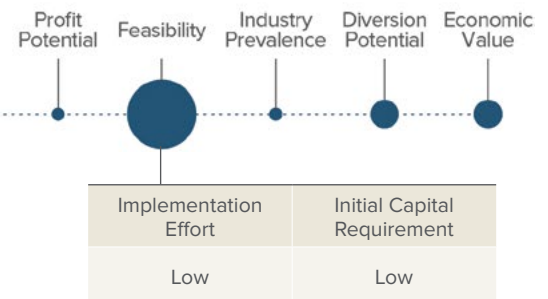 Profit
Potential
Feasibility
Industry
Prevalence
Diversion
Potential
Economic
Value
Implementation
Effort
Initial Capital
Requirement
Low
Low